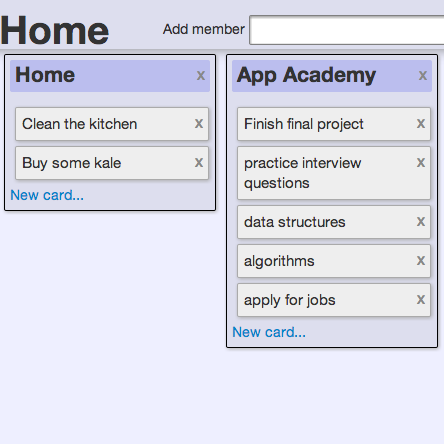 Home
Add member
Home x
Clean the kitchen x
Buy some kale x
New card...
App Academy x
Finish final project x
practice interview x
questions
data structures x
algorithms x
apply for jobs x
New card...